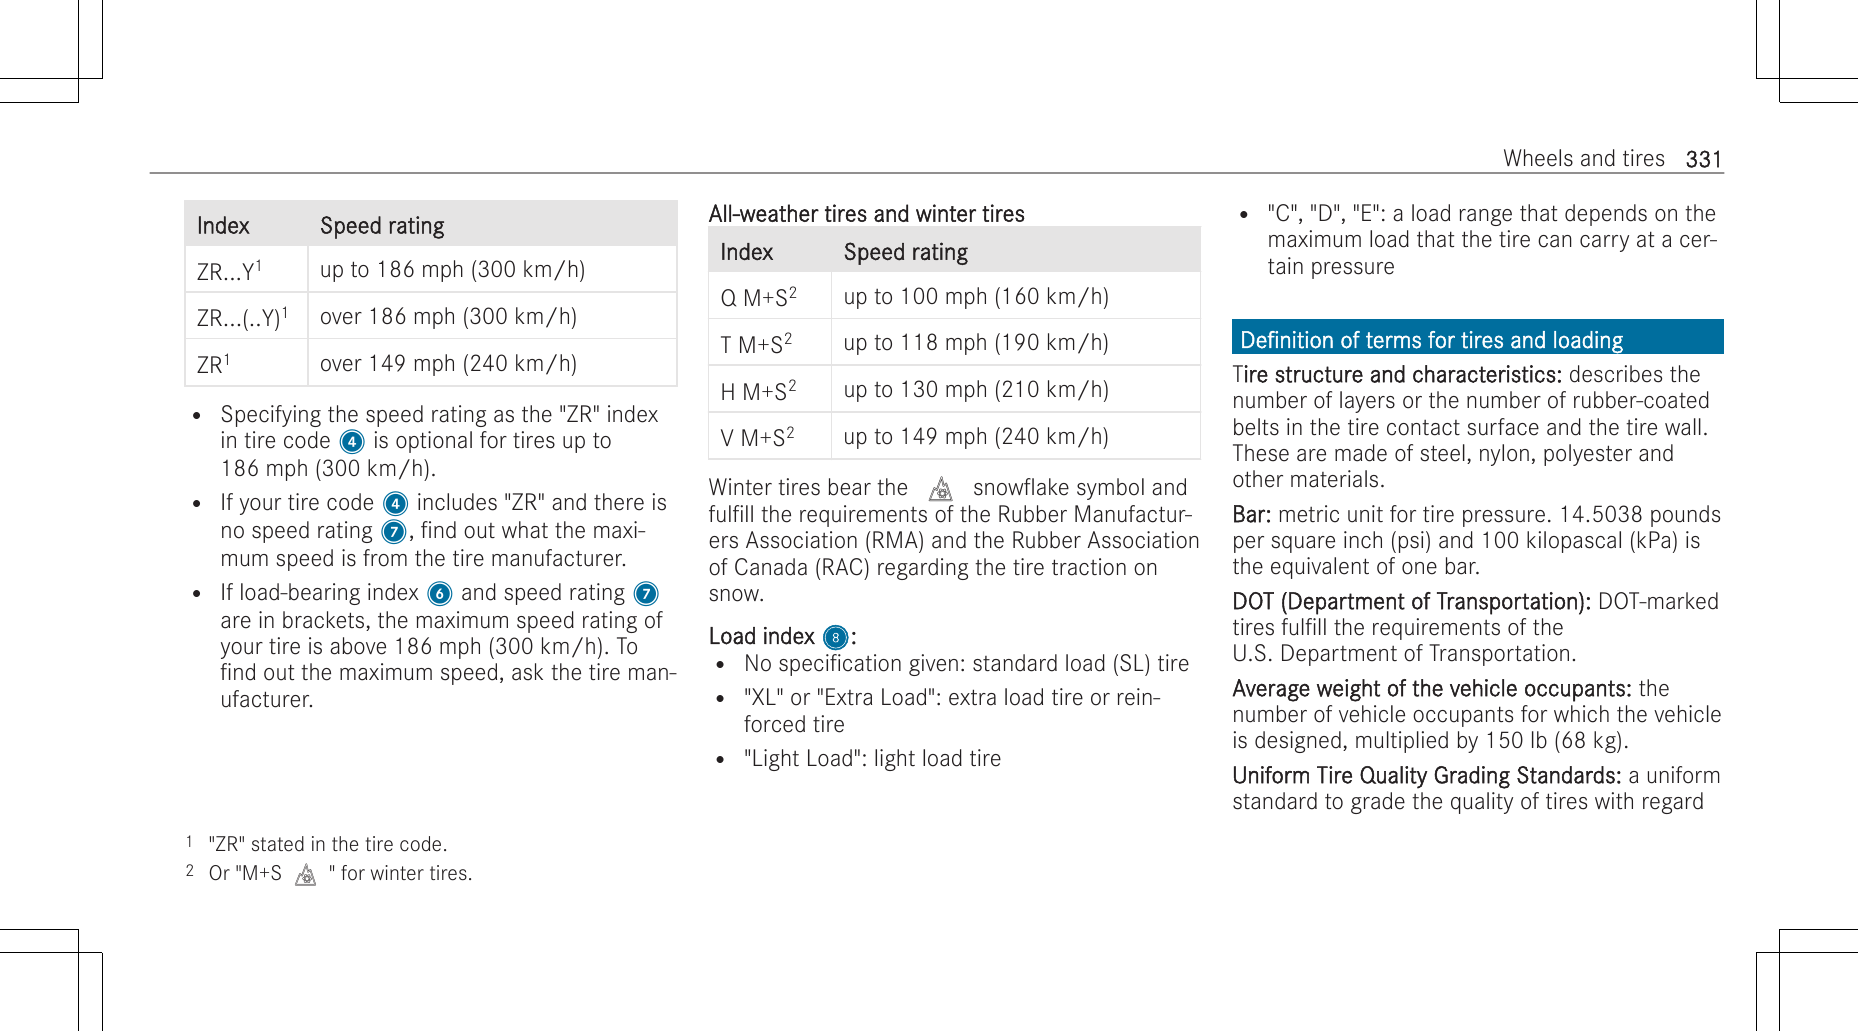 Wheels and tires 331
Index Speed rating
ZR...Y1 up to 186 mph (300 km/h)
ZR...(..Y)1 over 186 mph (300 km/h)
ZR1 over 149 mph (240 km/h)
• Specifying the speed rating as the "ZR" index
in tire code 4 is optional for tires up to
186 mph (300 km/h).
• If your tire code 4 includes "ZR" and there is
no speed rating 7, find out what the maxi-
mum speed is from the tire manufacturer.
• If load-bearing index 6 and speed rating 7
are in brackets, the maximum speed rating of
your tire is above 186 mph (300 km/h). To
find out the maximum speed, ask the tire man-
ufacturer.
All-weather tires and winter tires
Index Speed rating
Q M+S2 up to 100 mph (160 km/h)
T M+S2 up to 118 mph (190 km/h)
H M+S2 up to 130 mph (210 km/h)
V M+S2 up to 149 mph (240 km/h)
Winter tires bear the snowflake symbol and
fulfill the requirements of the Rubber Manufactur-
ers Association (RMA) and the Rubber Association
of Canada (RAC) regarding the tire traction on
snow.
Load index 8:
• No specification given: standard load (SL) tire
• "XL" or "Extra Load": extra load tire or rein-
forced tire
• "Light Load": light load tire
• "C", "D", "E": a load range that depends on the
maximum load that the tire can carry at a cer-
tain pressure
Definition of terms for tires and loading
Tire structure and characteristics: describes the
number of layers or the number of rubber-coated
belts in the tire contact surface and the tire wall.
These are made of steel, nylon, polyester and
other materials.
Bar: metric unit for tire pressure. 14.5038 pounds
per square inch (psi) and 100 kilopascal (kPa) is
the equivalent of one bar.
DOT (Department of Transportation): DOT-marked
tires fulfill the requirements of the
U.S. Department of Transportation.
Average weight of the vehicle occupants: the
number of vehicle occupants for which the vehicle
is designed, multiplied by 150 lb (68 kg).
Uniform Tire Quality Grading Standards: a uniform
standard to grade the quality of tires with regard
1 "ZR" stated in the tire code.
2 Or "M+S " for winter tires.